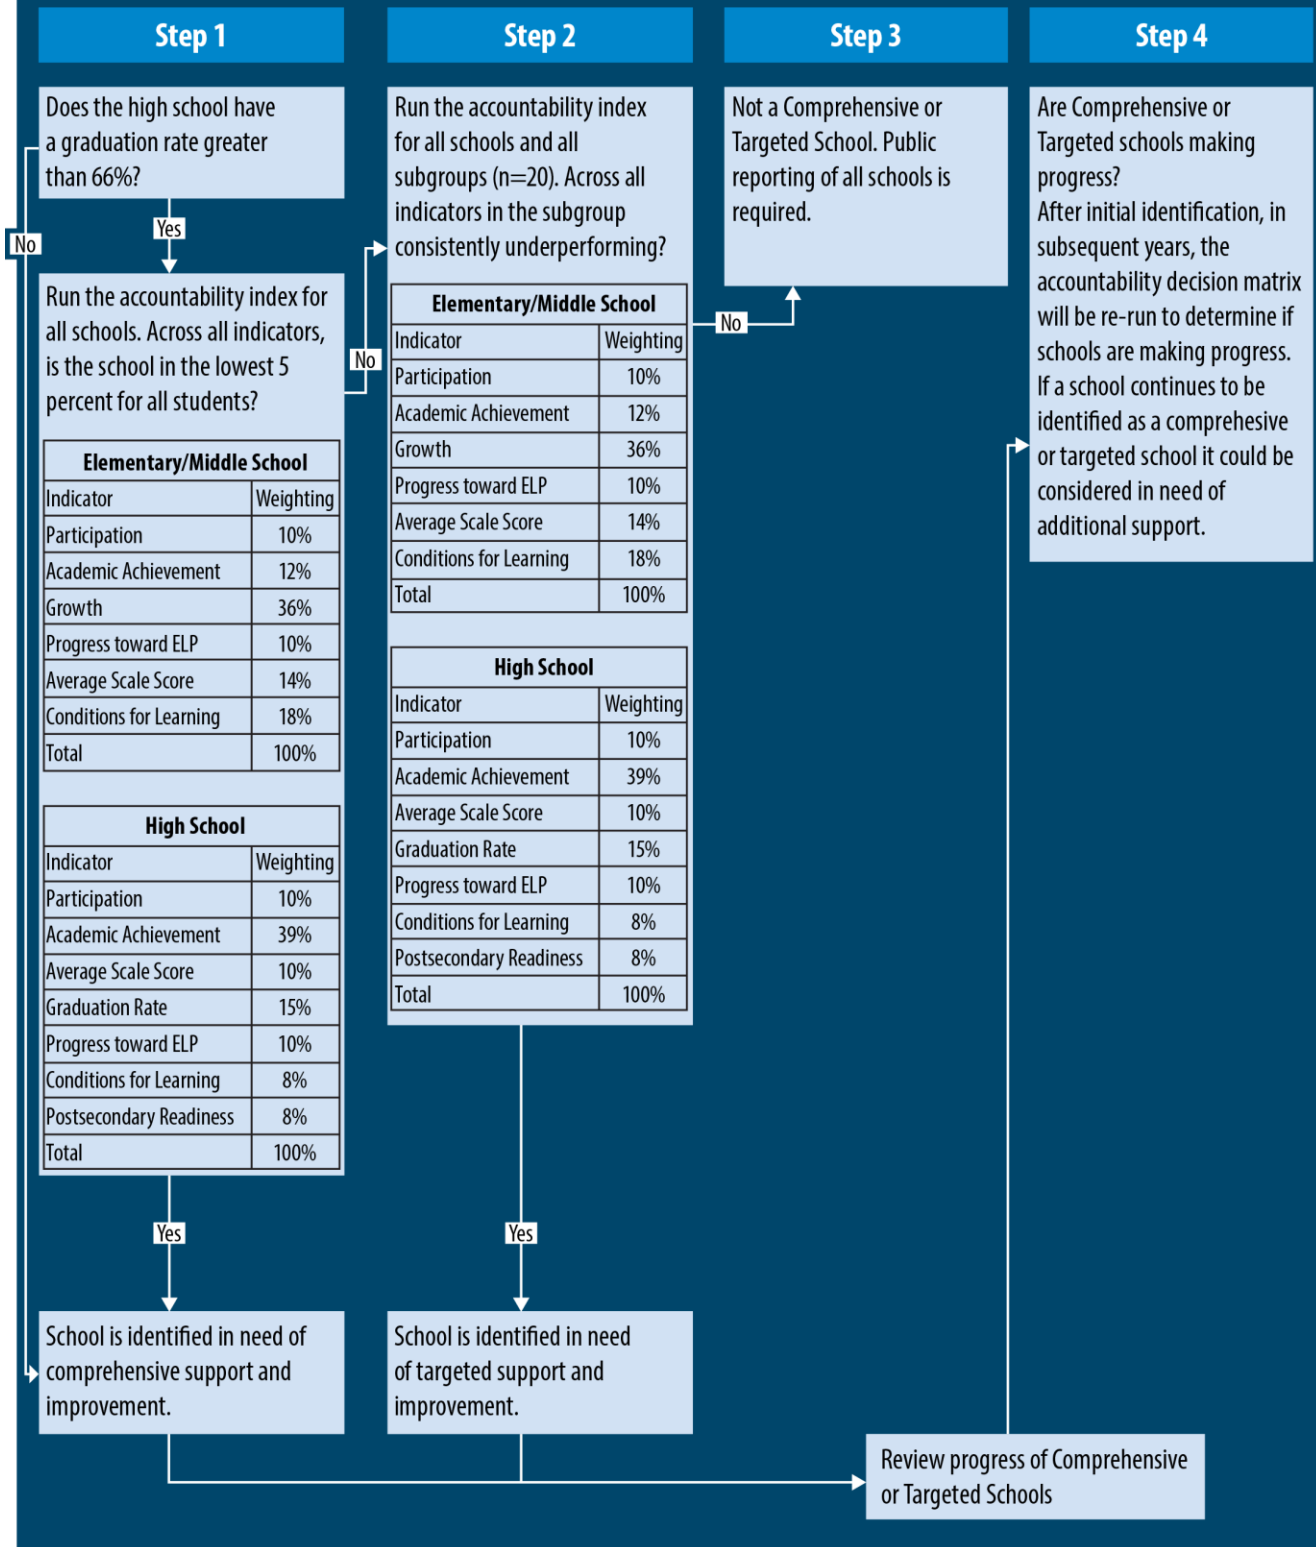 Step 1
Does the high school have
a graduation rate greater
than 66%?
No
Yes
Run the accountability index for
all schools. Across all indicators,
is the school in the lowest 5
percent for all students?
Elementary/Middle School
Indicator Weighting
Participation 10%
Academic Achievement 12%
Growth 36%
Progress toward ELP 10%
Average Scale Score 14%
Conditions for Learning 18%
Total 100%
High School
Indicator Weighting
Participation 10%
Academic Achievement 39%
Average Scale Score 10%
Graduation Rate 15%
Progress toward ELP 10%
Conditions for Learning 8%
Postsecondary Readiness 8%
Total 100%
Yes
School is identified in need of
comprehensive support and
improvement.
No
Step 2
Run the accountability index
for all schools and all
subgroups (n=20). Across all
indicators in the subgroup
consistently underperforming?
Elementary/Middle School
Indicator Weighting
Participation 10%
Academic Achievement 12%
Growth 36%
Progress toward ELP 10%
Average Scale Score 14%
Conditions for Learning 18%
Total 100%
High School
Indicator Weighting
Participation 10%
Academic Achievement 39%
Average Scale Score 10%
Graduation Rate 15%
Progress toward ELP 10%
Conditions for Learning 8%
Postsecondary Readiness 8%
Total 100%
Yes
School is identified in need
of targeted support and
improvement.
No
Step 3
Not a Comprehensive or
Targeted School. Public
reporting of all schools is
required.
Review progress of Comprehensive
or Targeted Schools
Step 4
Are Comprehensive or
Targeted schools making
progress?
After initial identification, in
subsequent years, the
accountability decision matrix
will be re-run to determine if
schools are making progress.
If a school continues to be
identified as a comprehesive
or targeted school it could be
considered in need of
additional support.